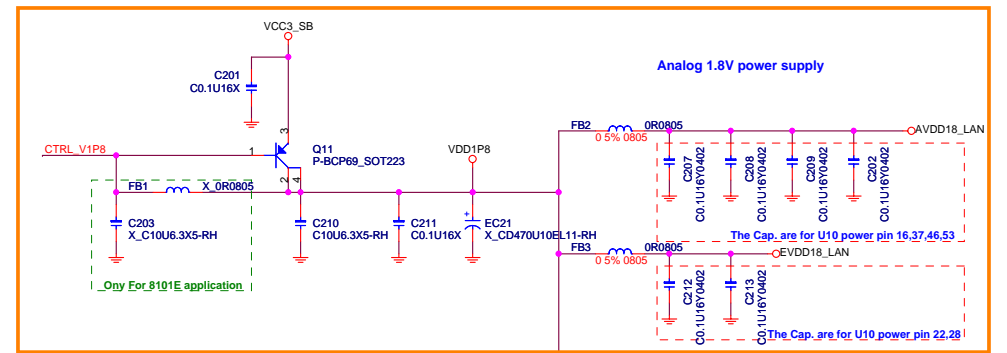 VCC3_SB
Analog 1.8V power supply
C201
C0.1U16X
3
CTRL_V1P8
1
Q11
P-BCP69_SOT223
2
4
VDD1P8
FB1
X_0R0805
C203
X_C10U6.3X5-RH
Ony For 8101E application
C210
C10U6.3X5-RH
C211
C0.1U16X
EC21
X_CD470U10EL11-RH
FB2
0R0805
0 5% 0805
AVDD18_LAN
C207
C0.1U16Y0402
C208
C0.1U16Y0402
C209
C0.1U16Y0402
C202
C0.1U16Y0402
The Cap. are for U10 power pin 16,37,46,53
FB3
0R0805
0 5% 0805
EVDD18_LAN
C212
C0.1U16Y0402
C213
C0.1U16Y0402
The Cap. are for U10 power pin 22,28